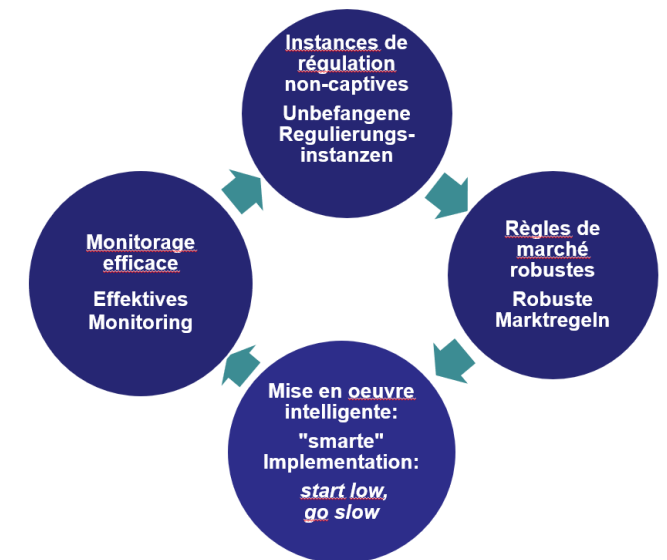 Instances de
régulation
non-captives
Unbefangene
Regulierungs-
instanzen
Règles de
marché
robustes
Robuste
Marktregeln
Mise en oeuvre
intelligente:
"smarte"
Implementation:
start low,
go slow
Monitorage
efficace
Effektives
Monitoring